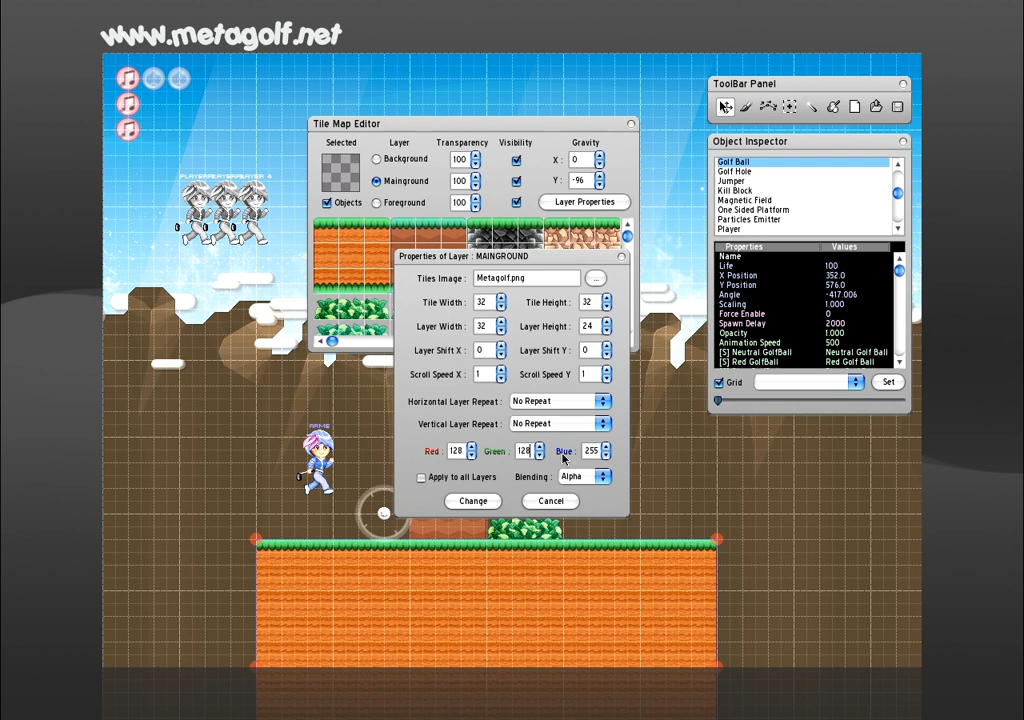 www.metagolf.net
ToolBar Panel
Tile Map Editor
Selected Layer Transparency Visibility Gravity
Background 100 X : 0
Mainground 100 Y : -96
Objects Foreground 100 Layer Properties
Object Inspector
Golf Ball
Golf Hole
Jumper
Kill Block
Magnetic Field
One Sided Platform
Particles Emitter
Player
Properties Values
Name
Life 100
X Position 352.0
Y Position 576.0
Angle -417.006
Scaling 1.000
Force Enable 0
Spawn Delay 2000
Opacity 1.000
Animation Speed 500
[S] Neutral GolfBall Neutral Golf Ball
[S] Red GolfBall Red Golf Ball
Grid Set
Properties of Layer : MAINGROUND
Tiles Image : Metagolf.png ...
Tile Width : 32 Tile Height : 32
Layer Width : 32 Layer Height : 24
Layer Shift X : 0 Layer Shift Y : 0
Scroll Speed X : 1 Scroll Speed Y 1
Horizontal Layer Repeat : No Repeat
Vertical Layer Repeat : No Repeat
Red : 128 Green : 128 Blue : 255
Apply to all Layers Blending : Alpha
Change Cancel